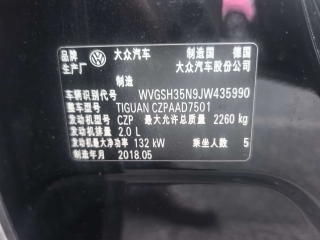 品牌 大众汽车 制造国 德国
生产厂 大众汽车股份公司
制造
车辆识别代号 WVGSH35N9JW435990
整车型号 TIGUAN CZPAAD7501
发动机型号 CZP 最大允许总质量 2260 kg
发动机排量 2.0 L
发动机最大净功率 132 kW 乘坐人数 5
制造年月 2018.05